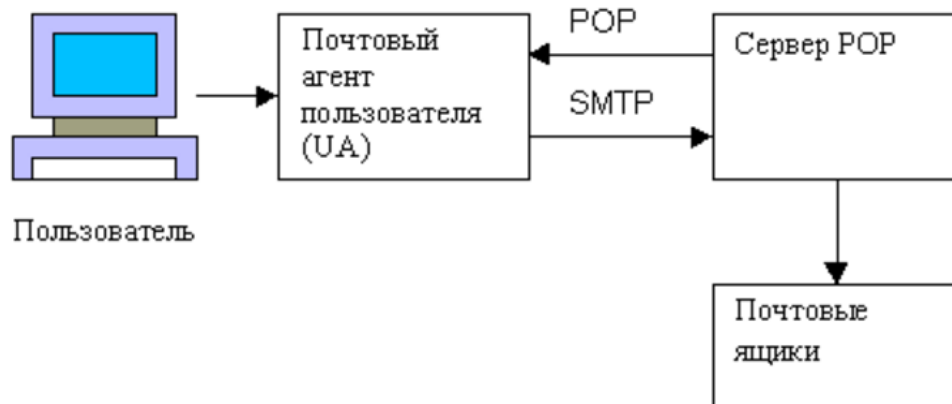 Почтовый
агент
пользователя
(UA)
POP
SMTP
Сервер POP
Пользователь
Почтовые
ящики